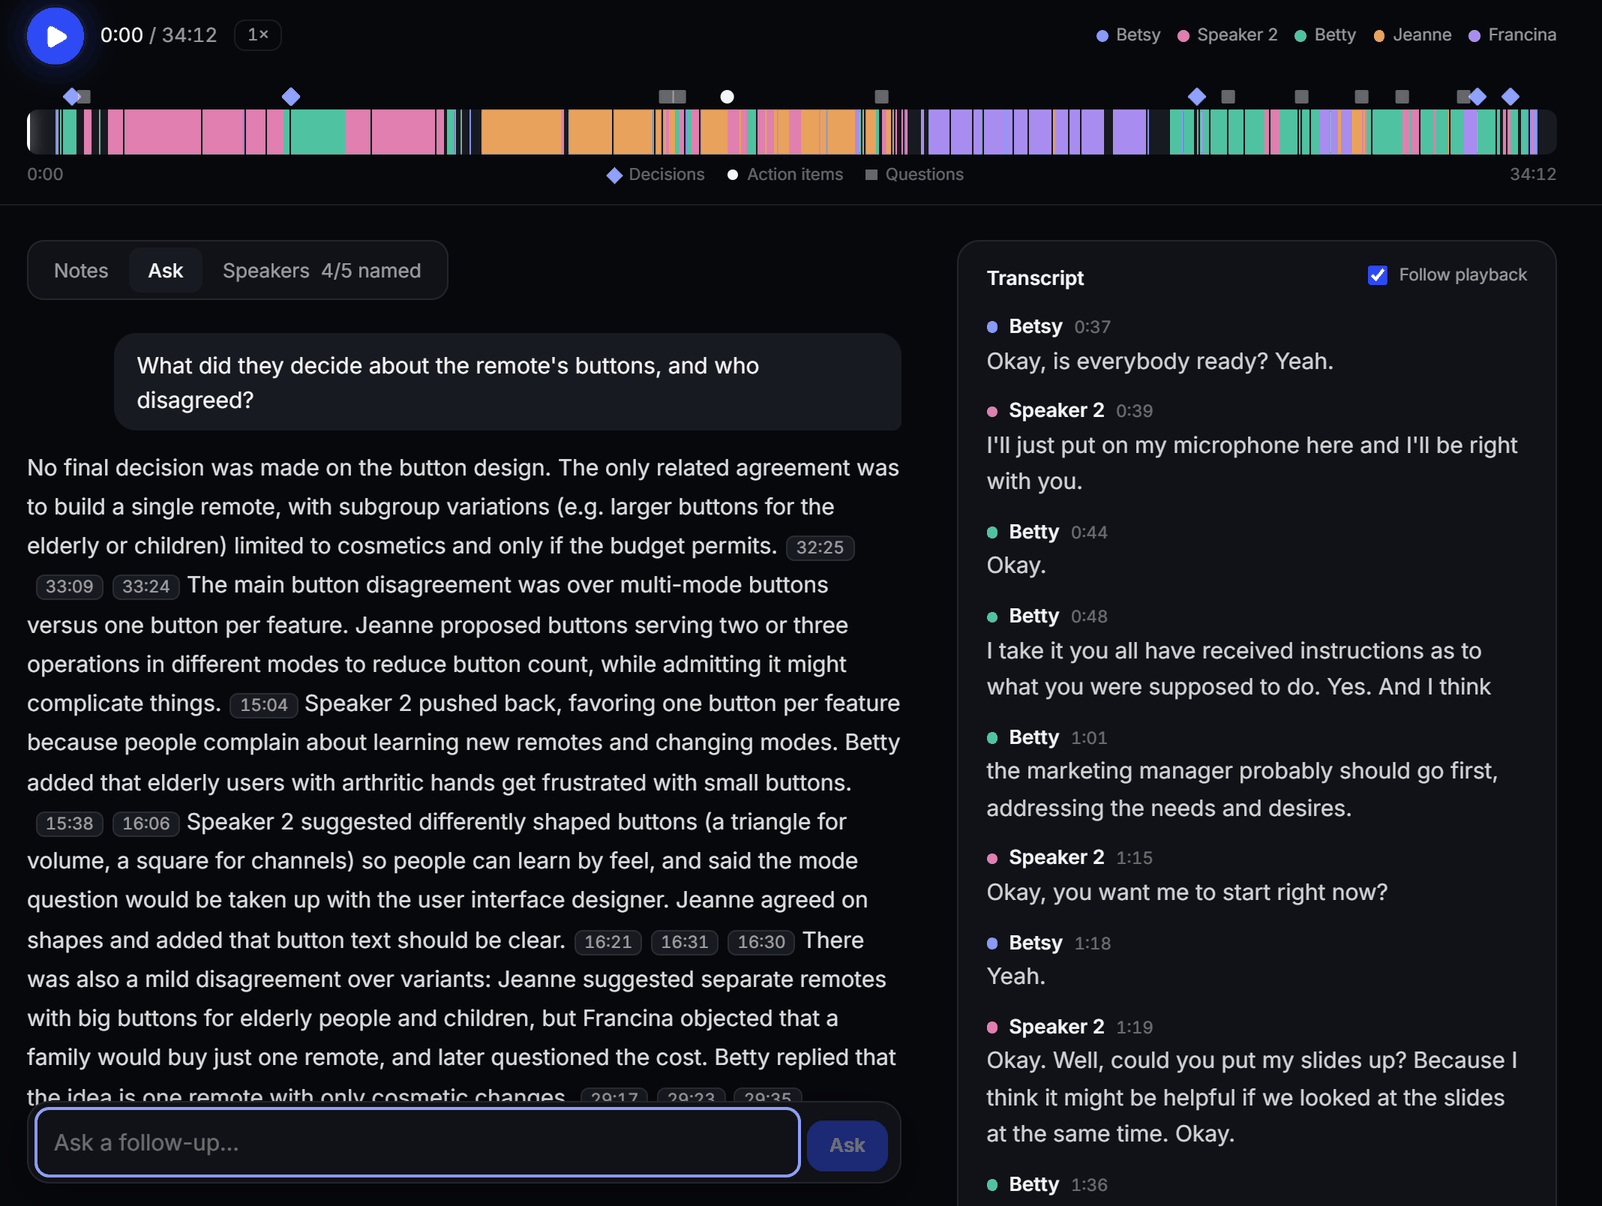 0:00 / 34:12 1×
Betsy Speaker 2 Betty Jeanne Francina
0:00 Decisions Action items Questions 34:12
Notes Ask Speakers 4/5 named
What did they decide about the remote's buttons, and who
disagreed?
No final decision was made on the button design. The only related agreement was
to build a single remote, with subgroup variations (e.g. larger buttons for the
elderly or children) limited to cosmetics and only if the budget permits. 32:25
33:09 33:24 The main button disagreement was over multi-mode buttons
versus one button per feature. Jeanne proposed buttons serving two or three
operations in different modes to reduce button count, while admitting it might
complicate things. 15:04 Speaker 2 pushed back, favoring one button per feature
because people complain about learning new remotes and changing modes. Betty
added that elderly users with arthritic hands get frustrated with small buttons.
15:38 16:06 Speaker 2 suggested differently shaped buttons (a triangle for
volume, a square for channels) so people can learn by feel, and said the mode
question would be taken up with the user interface designer. Jeanne agreed on
shapes and added that button text should be clear. 16:21 16:31 16:30 There
was also a mild disagreement over variants: Jeanne suggested separate remotes
with big buttons for elderly people and children, but Francina objected that a
family would buy just one remote, and later questioned the cost. Betty replied that
the idea is one remote with only cosmetic changes. 29:17 29:23 29:35
Ask a follow-up... Ask
Transcript Follow playback
Betsy 0:37
Okay, is everybody ready? Yeah.
Speaker 2 0:39
I'll just put on my microphone here and I'll be right
with you.
Betty 0:44
Okay.
Betty 0:48
I take it you all have received instructions as to
what you were supposed to do. Yes. And I think
Betty 1:01
the marketing manager probably should go first,
addressing the needs and desires.
Speaker 2 1:15
Okay, you want me to start right now?
Betsy 1:18
Yeah.
Speaker 2 1:19
Okay. Well, could you put my slides up? Because I
think it might be helpful if we looked at the slides
at the same time. Okay.
Betty 1:36